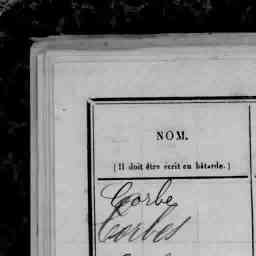 NOM.
(Il doit être écrit en bâtarde.)
Corbe
Corbes